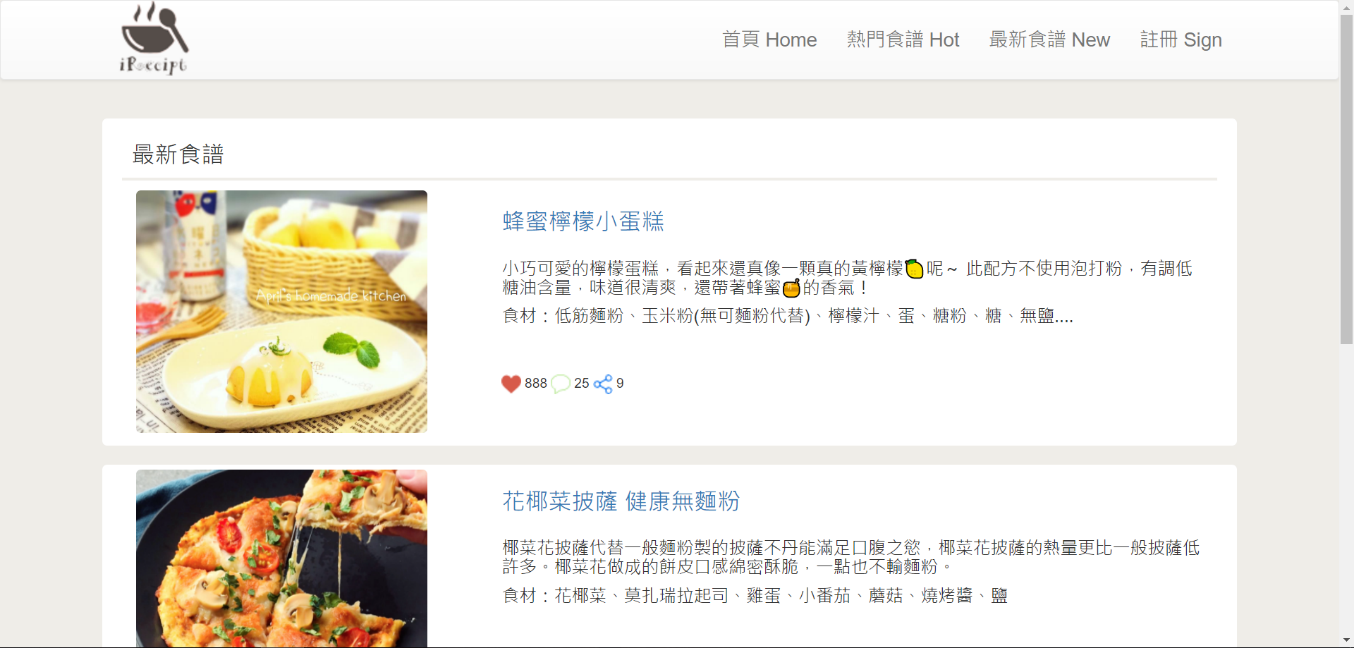 iReceipt
首頁 Home
熱門食譜 Hot
最新食譜 New
註冊 Sign
最新食譜
April's homemade kitchen
蜂蜜檸檬小蛋糕
小巧可愛的檸檬蛋糕，看起來還真像一顆真的黃檸檬🍋呢～ 此配方不使用泡打粉，有調低
糖油含量，味道很清爽，還帶著蜂蜜🍯的香氣！
食材：低筋麵粉、玉米粉(無可麵粉代替)、檸檬汁、蛋、糖粉、糖、無鹽....
888 25 9
花椰菜披薩 健康無麵粉
椰菜花披薩代替一般麵粉製的披薩不丹能滿足口腹之慾，椰菜花披薩的熱量更比一般披薩低
許多。椰菜花做成的餅皮口感綿密酥脆，一點也不輸麵粉。
食材：花椰菜、莫扎瑞拉起司、雞蛋、小番茄、蘑菇、燒烤醬、鹽